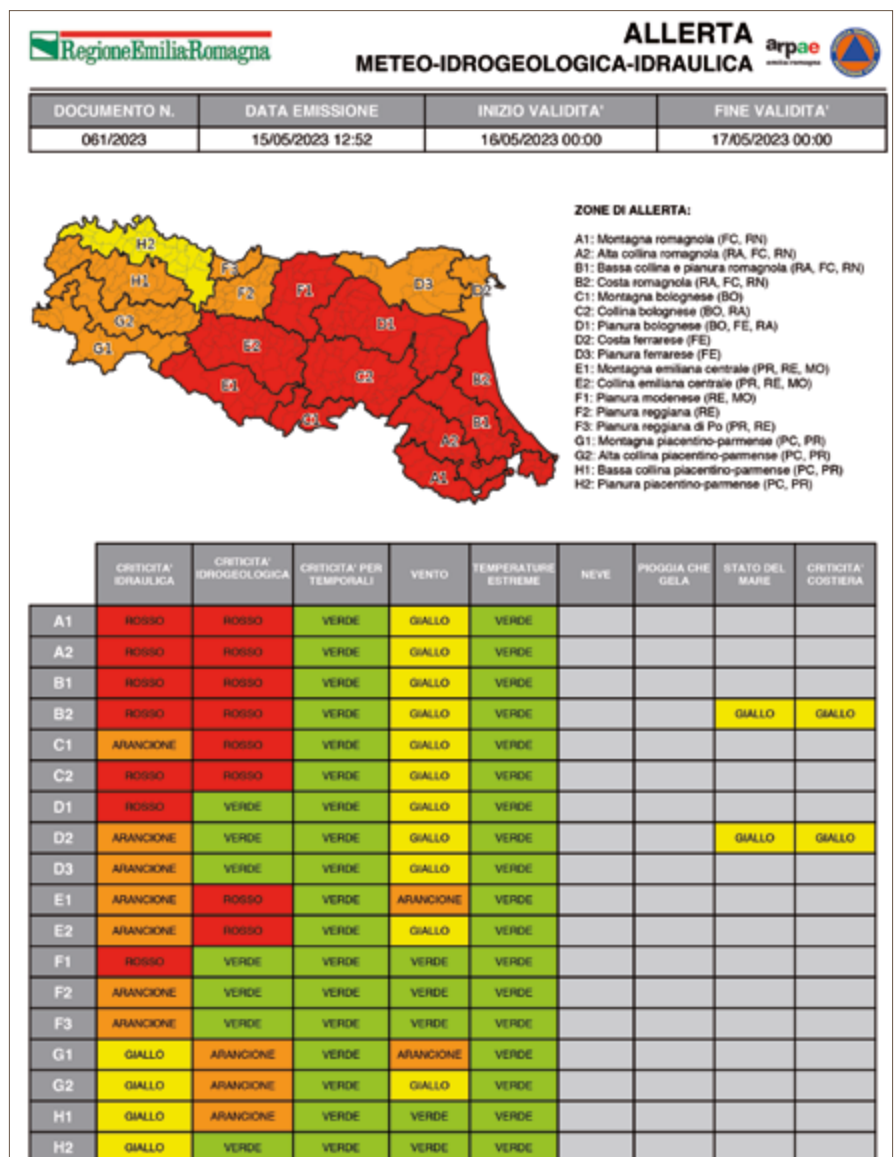 RegioneEmiliaRomagna
ALLERTA
METEO-IDROGEOLOGICA-IDRAULICA
arpae
emilia-romagna
DOCUMENTO N. DATA EMISSIONE INIZIO VALIDITA' FINE VALIDITA'
061/2023 15/05/2023 12:52 16/05/2023 00:00 17/05/2023 00:00
ZONE DI ALLERTA:
A1: Montagna romagnola (FC, RN)
A2: Alta collina romagnola (RA, FC, RN)
B1: Bassa collina e pianura romagnola (RA, FC, RN)
B2: Costa romagnola (RA, FC, RN)
C1: Montagna bolognese (BO)
C2: Collina bolognese (BO, RA)
D1: Pianura bolognese (BO, FE, RA)
D2: Costa ferrarese (FE)
D3: Pianura ferrarese (FE)
E1: Montagna emiliana centrale (PR, RE, MO)
E2: Collina emiliana centrale (PR, RE, MO)
F1: Pianura modenese (RE, MO)
F2: Pianura reggiana (RE)
F3: Pianura reggiana di Po (PR, RE)
G1: Montagna piacentino-parmense (PC, PR)
G2: Alta collina piacentino-parmense (PC, PR)
H1: Bassa collina piacentino-parmense (PC, PR)
H2: Pianura piacentino-parmense (PC, PR)
H2
F3
H1
F2
F1
D3
D2
G2
D1
G1
E2
C2
B2
E1
C1
B1
A2
A1
CRITICITA' IDRAULICA CRITICITA' IDROGEOLOGICA CRITICITA' PER TEMPORALI VENTO TEMPERATURE ESTREME NEVE PIOGGIA CHE GELA STATO DEL MARE CRITICITA' COSTIERA
A1 ROSSO ROSSO VERDE GIALLO VERDE
A2 ROSSO ROSSO VERDE GIALLO VERDE
B1 ROSSO ROSSO VERDE GIALLO VERDE
B2 ROSSO ROSSO VERDE GIALLO VERDE GIALLO GIALLO
C1 ARANCIONE ROSSO VERDE GIALLO VERDE
C2 ROSSO ROSSO VERDE GIALLO VERDE
D1 ROSSO VERDE VERDE GIALLO VERDE
D2 ARANCIONE VERDE VERDE GIALLO VERDE GIALLO GIALLO
D3 ARANCIONE VERDE VERDE GIALLO VERDE
E1 ARANCIONE ROSSO VERDE ARANCIONE VERDE
E2 ARANCIONE ROSSO VERDE GIALLO VERDE
F1 ROSSO VERDE VERDE VERDE VERDE
F2 ARANCIONE VERDE VERDE VERDE VERDE
F3 ARANCIONE VERDE VERDE VERDE VERDE
G1 GIALLO ARANCIONE VERDE ARANCIONE VERDE
G2 GIALLO ARANCIONE VERDE GIALLO VERDE
H1 GIALLO ARANCIONE VERDE VERDE VERDE
H2 GIALLO VERDE VERDE VERDE VERDE